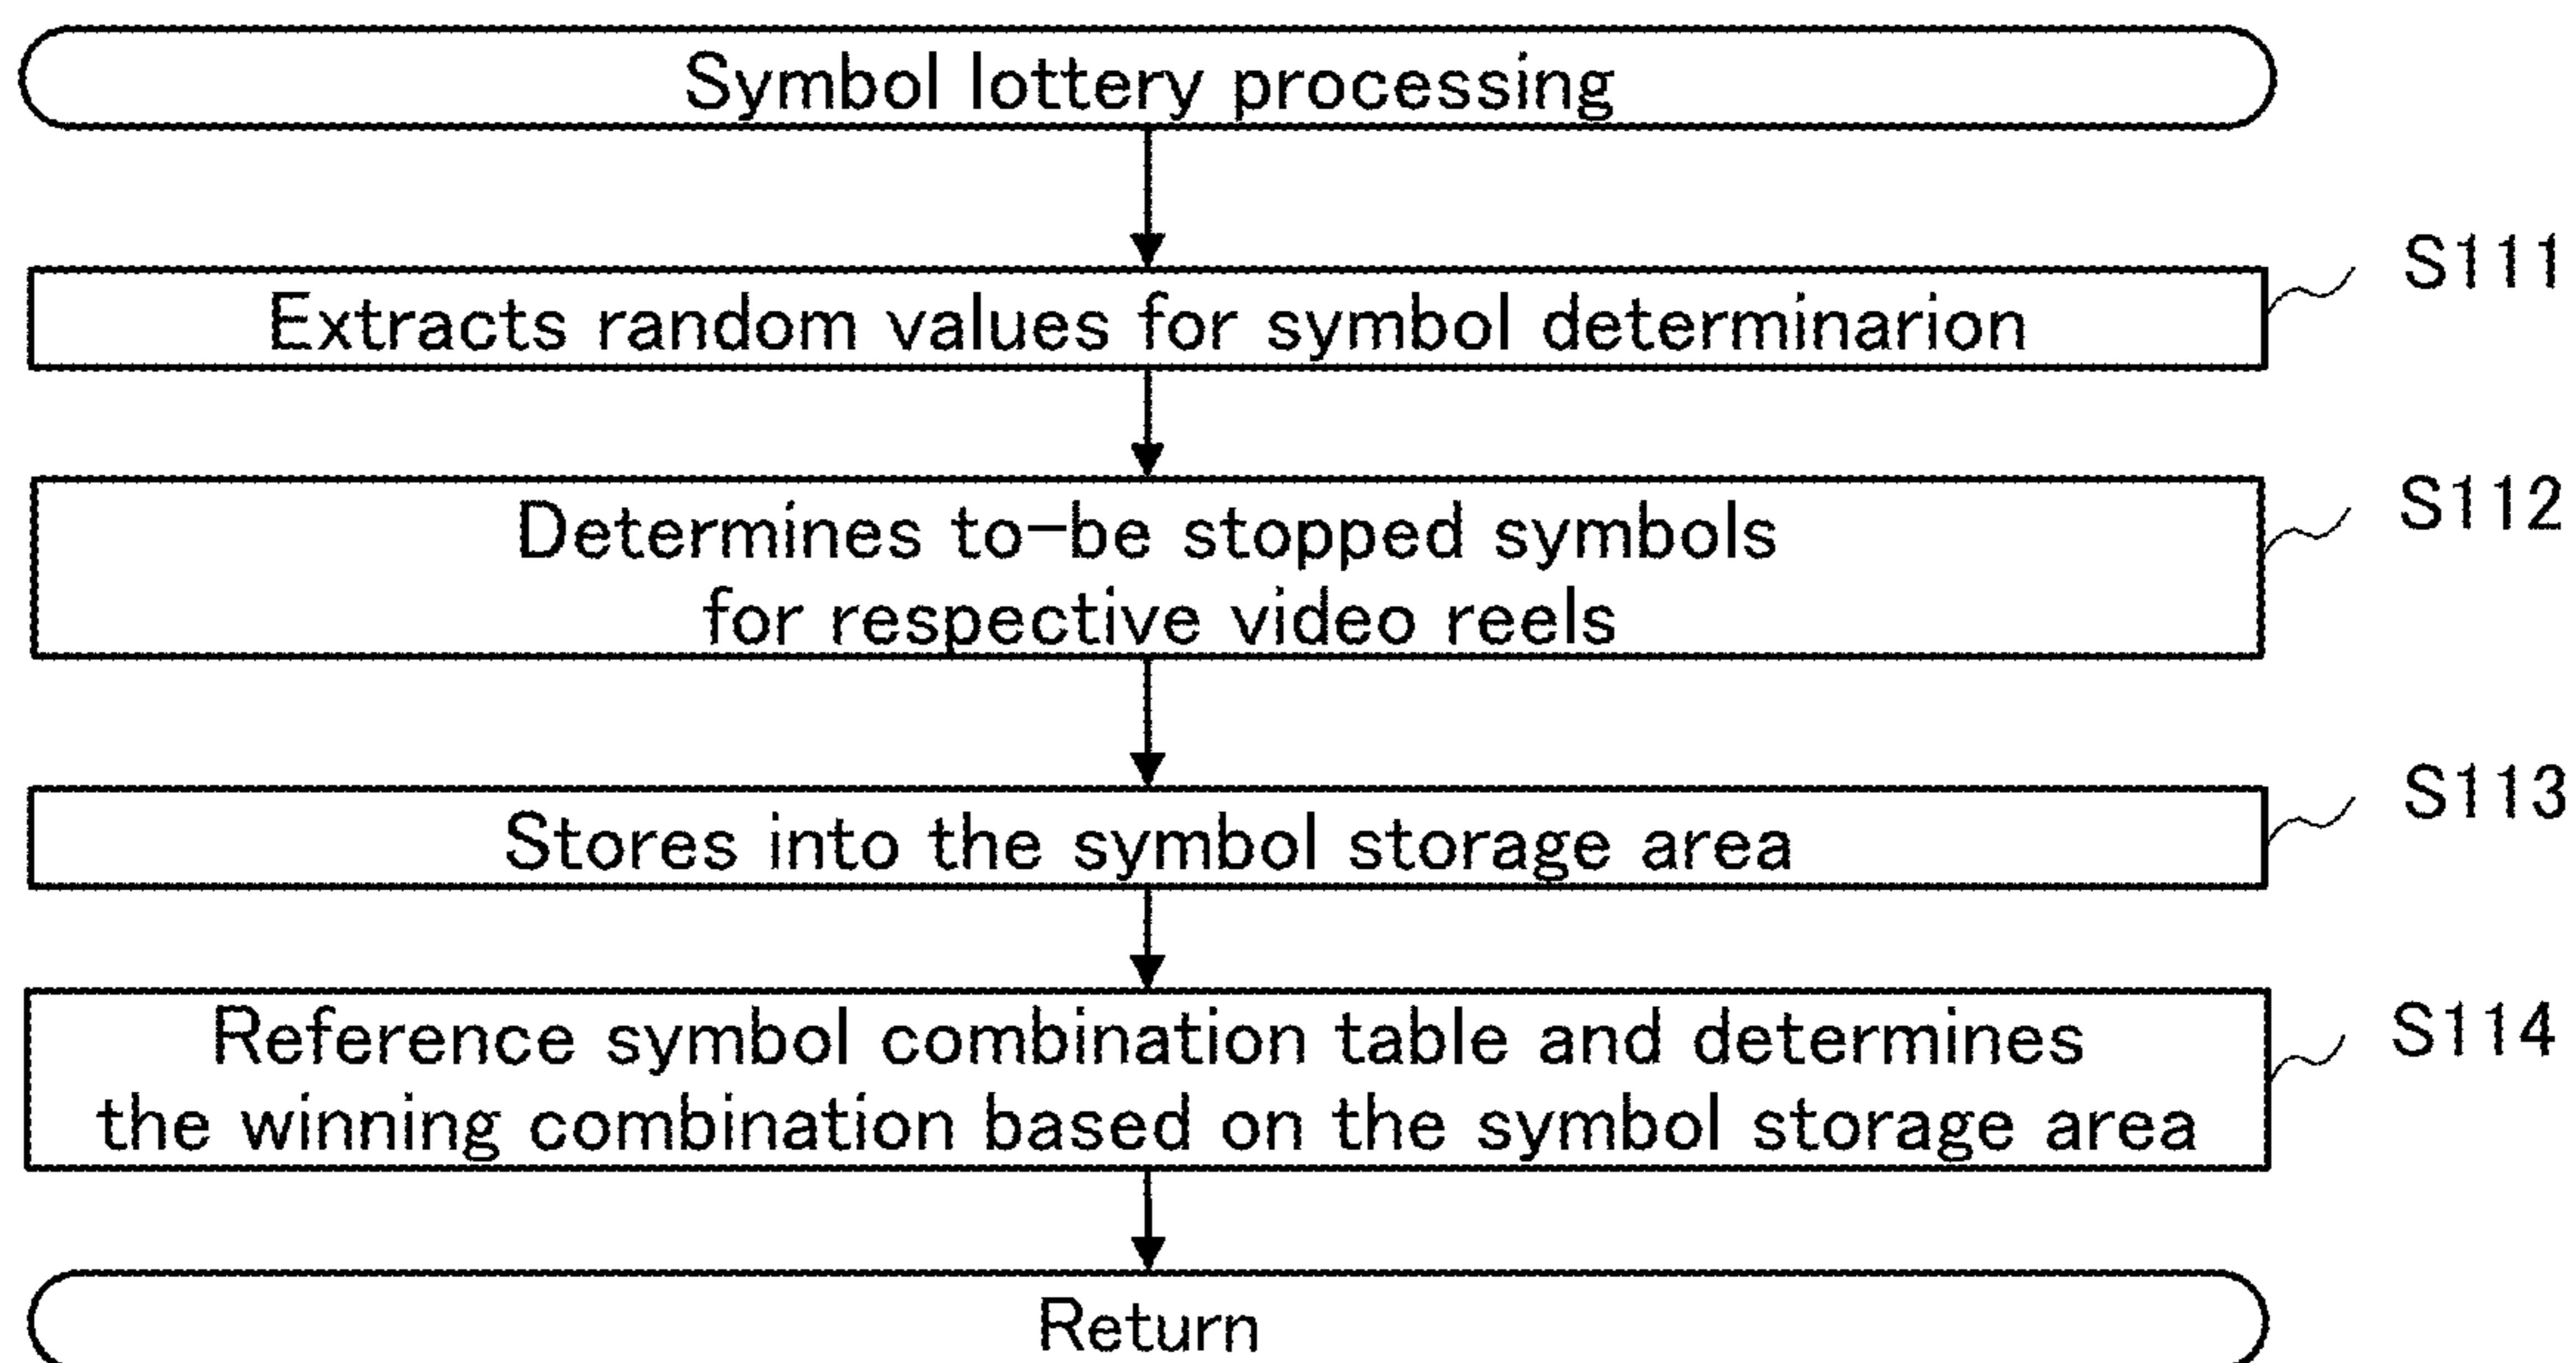 Symbol lottery processing
S111
Extracts random values for symbol determinarion
S112
Determines to-be stopped symbols
for respective video reels
S113
Stores into the symbol storage area
S114
Reference symbol combination table and determines
the winning combination based on the symbol storage area
Return